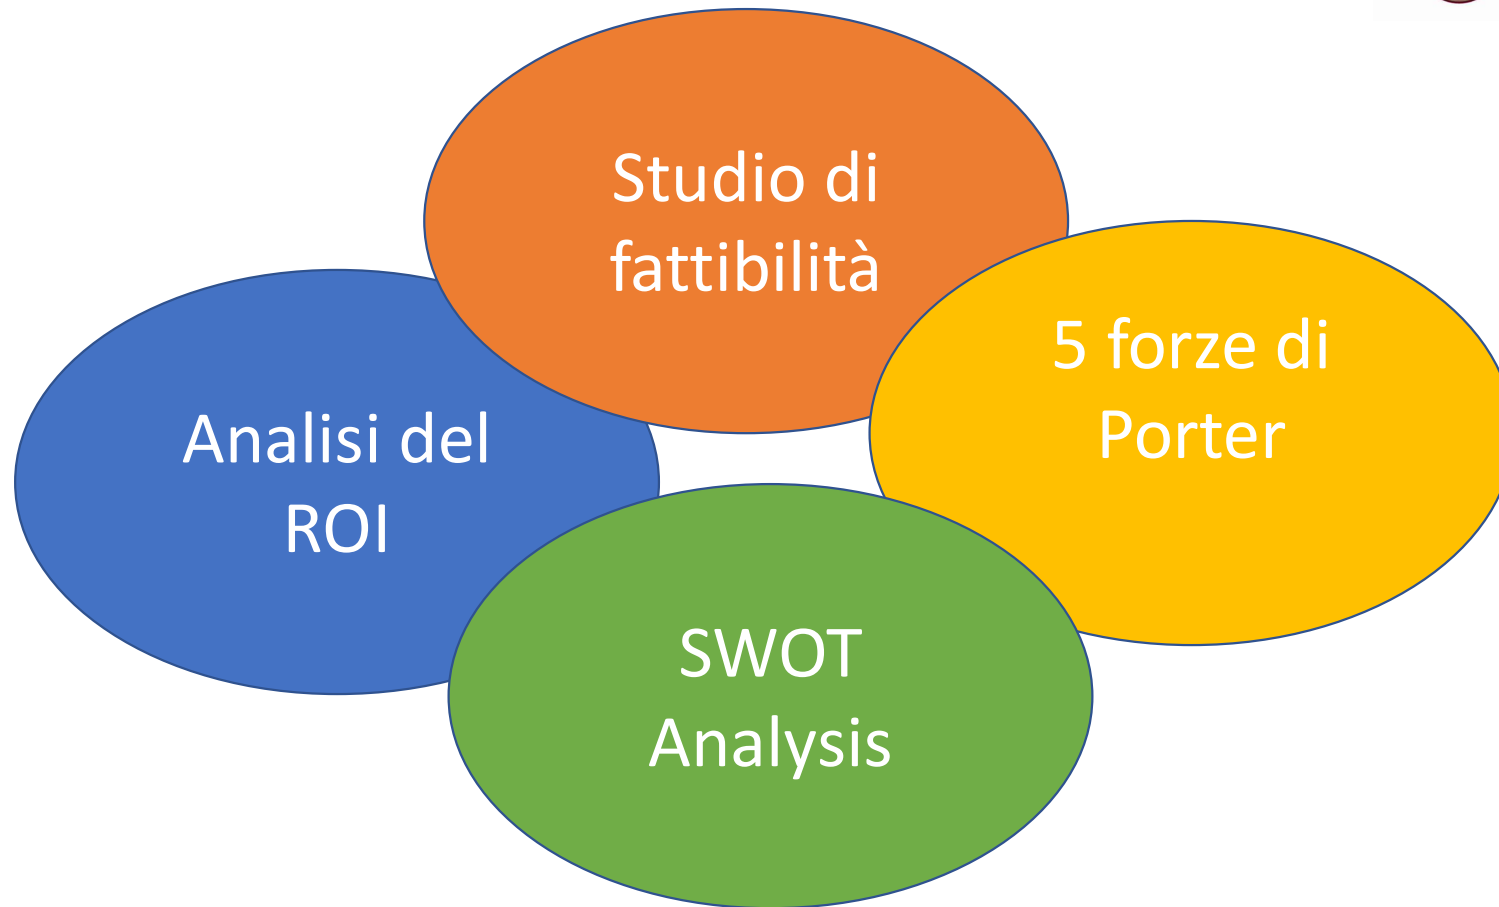 Studio di
fattibilità
5 forze di
Porter
Analisi del
ROI
SWOT
Analysis